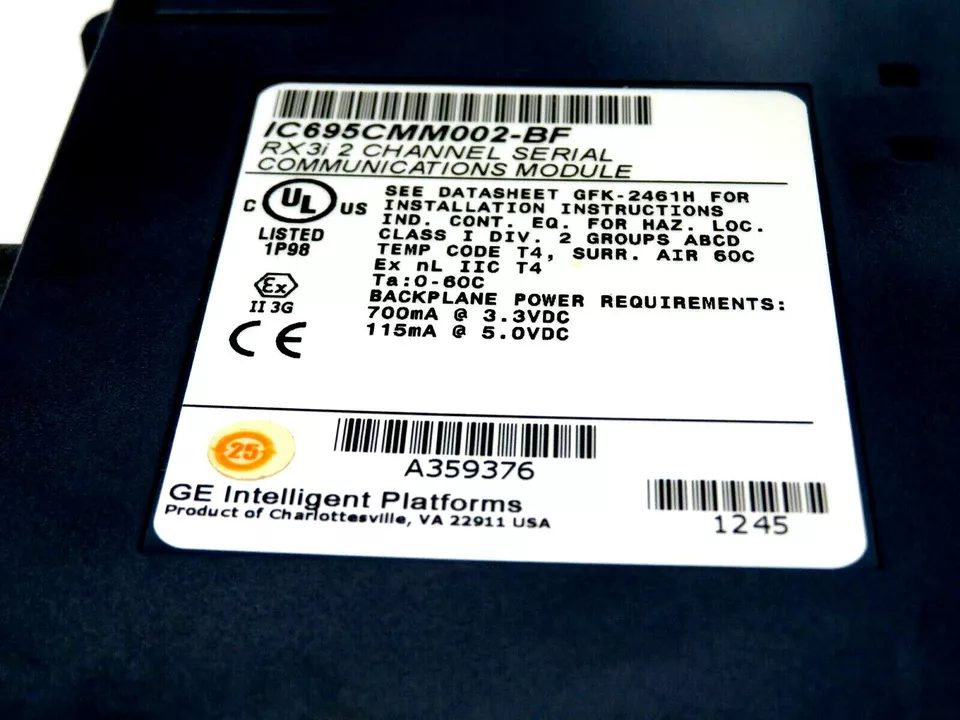 IC695CMM002-BF
RX3i 2 CHANNEL SERIAL
COMMUNICATIONS MODULE
C UL US
LISTED
1P98
Ex
II 3G
CE
SEE DATASHEET GFK-2461H FOR
INSTALLATION INSTRUCTIONS
IND. CONT. EQ. FOR HAZ. LOC.
CLASS I DIV. 2 GROUPS ABCD
TEMP CODE T4, SURR. AIR 60C
Ex nL IIC T4
Ta:0-60C
BACKPLANE POWER REQUIREMENTS:
700mA @ 3.3VDC
115mA @ 5.0VDC
25
A359376
GE Intelligent Platforms
Product of Charlottesville, VA 22911 USA
1245